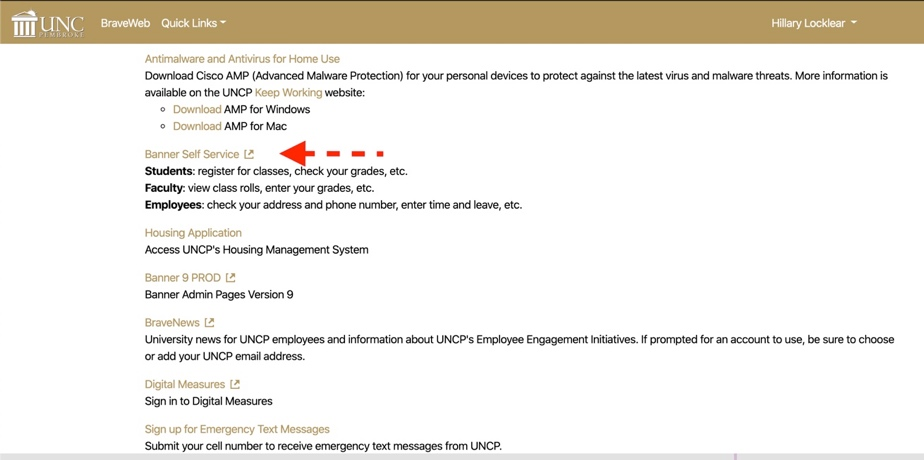 UNC BraveWeb Quick Links Hillary Locklear
PEMBROKE
Antimalware and Antivirus for Home Use
Download Cisco AMP (Advanced Malware Protection) for your personal devices to protect against the latest virus and malware threats. More information is
available on the UNCP Keep Working website:
Download AMP for Windows
Download AMP for Mac
Banner Self Service
Students: register for classes, check your grades, etc.
Faculty: view class rolls, enter your grades, etc.
Employees: check your address and phone number, enter time and leave, etc.
Housing Application
Access UNCP's Housing Management System
Banner 9 PROD
Banner Admin Pages Version 9
BraveNews
University news for UNCP employees and information about UNCP's Employee Engagement Initiatives. If prompted for an account to use, be sure to choose
or add your UNCP email address.
Digital Measures
Sign in to Digital Measures
Sign up for Emergency Text Messages
Submit your cell number to receive emergency text messages from UNCP.